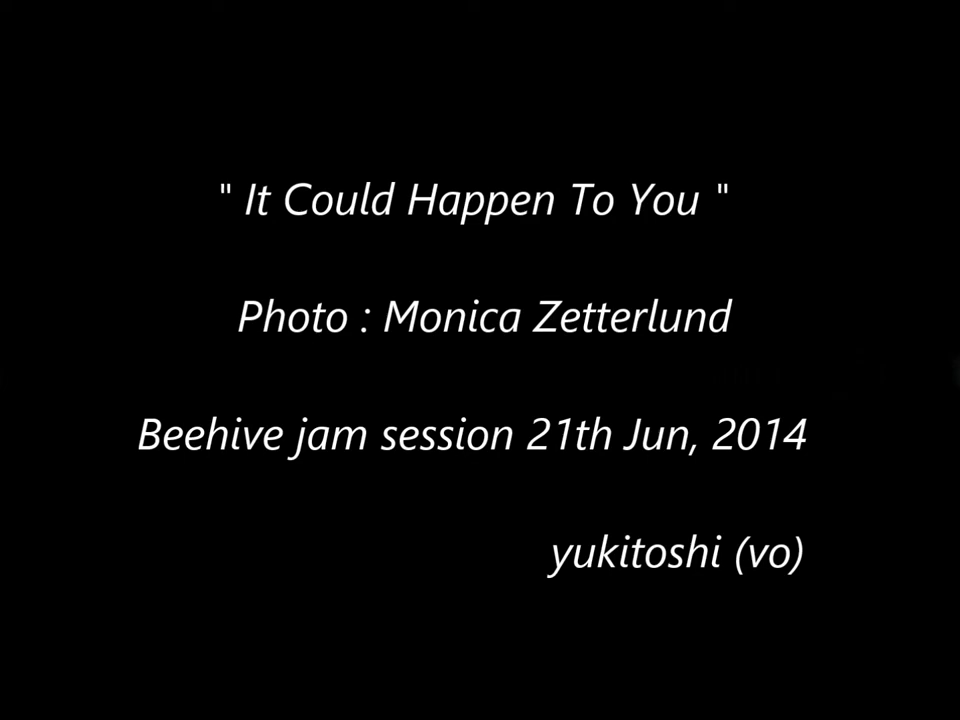 " It Could Happen To You "
Photo : Monica Zetterlund
Beehive jam session 21th Jun, 2014
yukitoshi (vo)